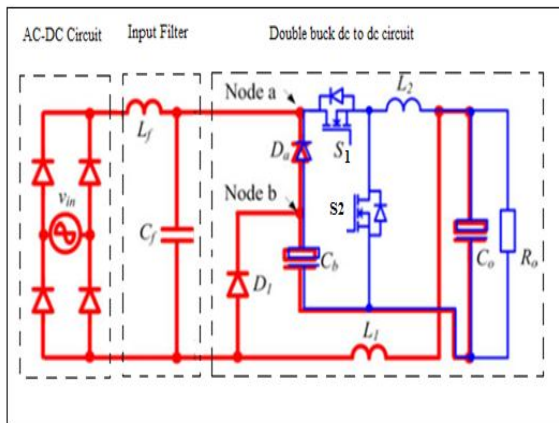 AC-DC Circuit
Input Filter
Double buck dc to dc circuit
Node a
L2
Lf
Da
S1
vin
Node b
S2
Cf
Cb
Co
Ro
D1
L1